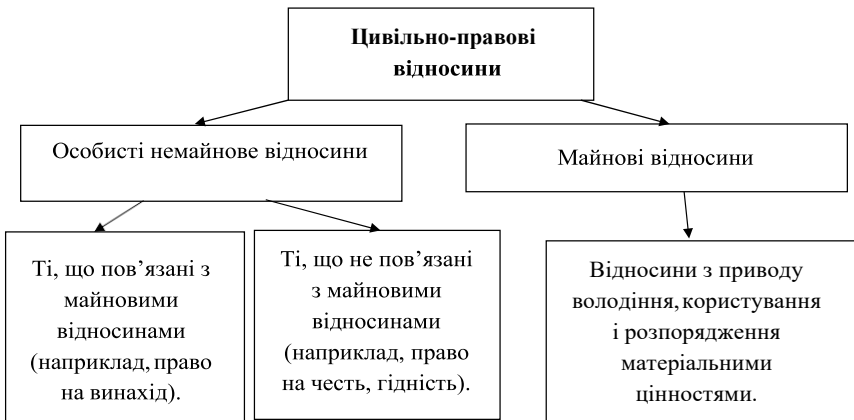 Цивільно-правові
відносини
Особисті немайнове відносини
Майнові відносини
Ті, що пов’язані з
майновими
відносинами
(наприклад, право
на винахід).
Ті, що не пов’язані
з майновими
відносинами
(наприклад, право
на честь, гідність).
Відносини з приводу
володіння, користування
і розпорядження
матеріальними
цінностями.